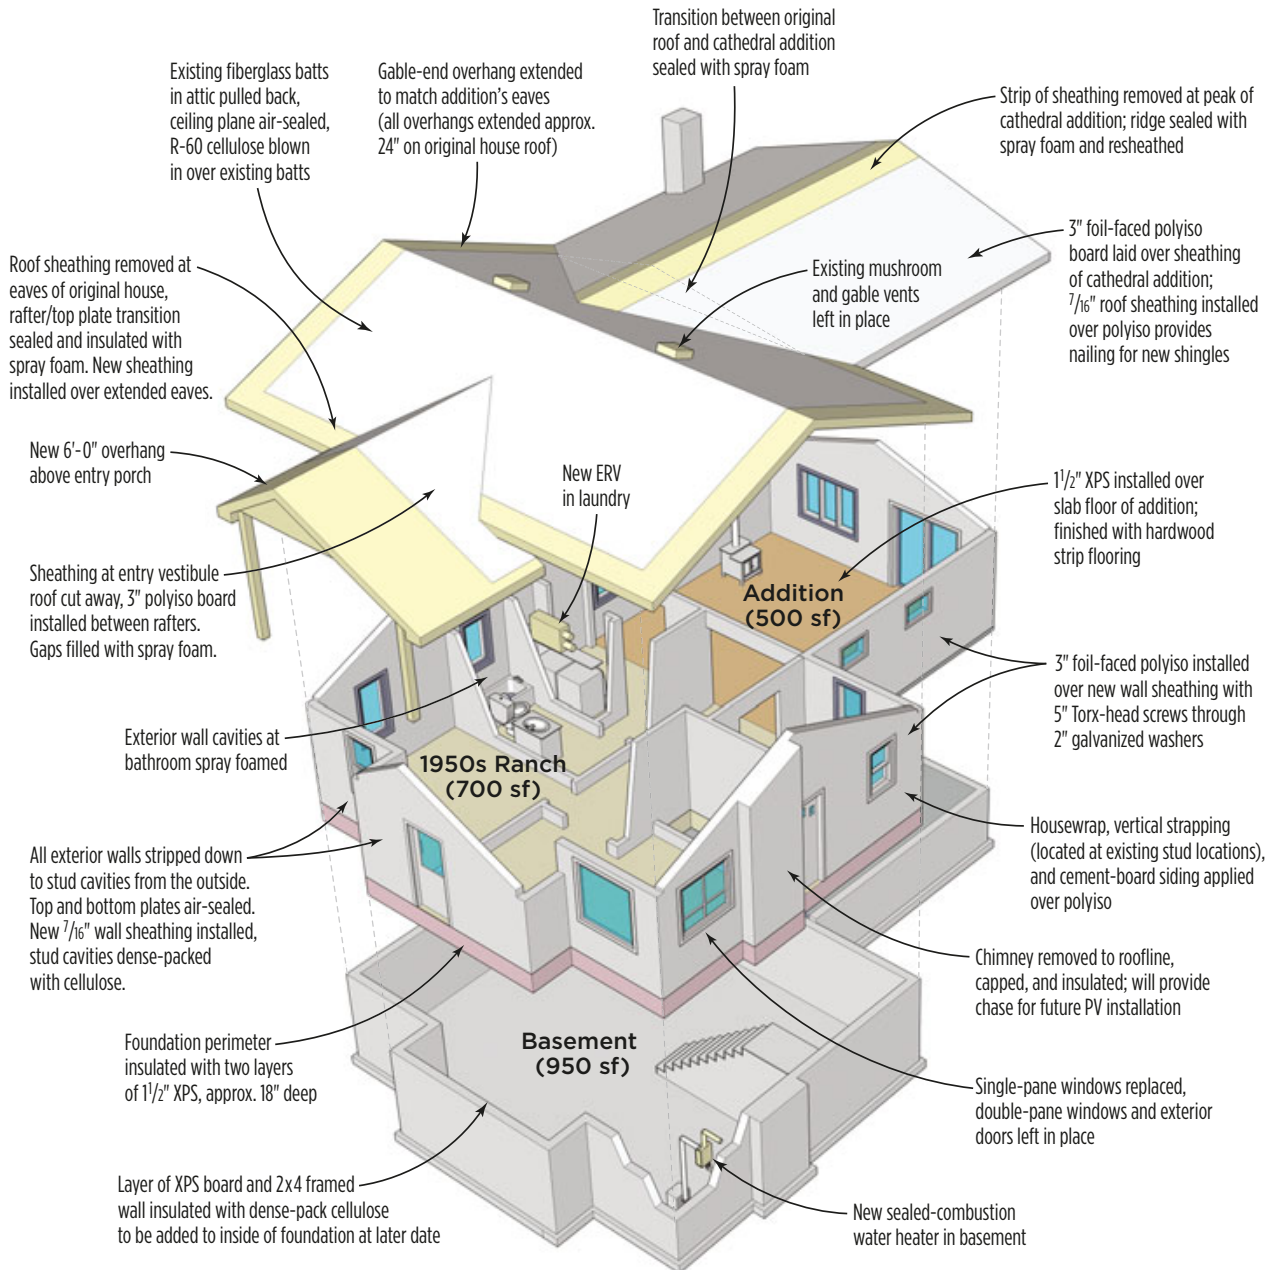 Transition between original
roof and cathedral addition
sealed with spray foam
Existing fiberglass batts
in attic pulled back,
ceiling plane air-sealed,
R-60 cellulose blown
in over existing batts
Gable-end overhang extended
to match addition's eaves
(all overhangs extended approx.
24" on original house roof)
Strip of sheathing removed at peak of
cathedral addition; ridge sealed with
spray foam and resheathed
3" foil-faced polyiso
board laid over sheathing
of cathedral addition;
7/16" roof sheathing installed
over polyiso provides
nailing for new shingles
Roof sheathing removed at
eaves of original house,
rafter/top plate transition
sealed and insulated with
spray foam. New sheathing
installed over extended eaves.
Existing mushroom
and gable vents
left in place
New 6'-0" overhang
above entry porch
New ERV
in laundry
1 1/2" XPS installed over
slab floor of addition;
finished with hardwood
strip flooring
Sheathing at entry vestibule
roof cut away, 3" polyiso board
installed between rafters.
Gaps filled with spray foam.
Addition
(500 sf)
3" foil-faced polyiso installed
over new wall sheathing with
5" Torx-head screws through
2" galvanized washers
Exterior wall cavities at
bathroom spray foamed
1950s Ranch
(700 sf)
Housewrap, vertical strapping
(located at existing stud locations),
and cement-board siding applied
over polyiso
All exterior walls stripped down
to stud cavities from the outside.
Top and bottom plates air-sealed.
New 7/16" wall sheathing installed,
stud cavities dense-packed
with cellulose.
Chimney removed to roofline,
capped, and insulated; will provide
chase for future PV installation
Foundation perimeter
insulated with two layers
of 1 1/2" XPS, approx. 18" deep
Basement
(950 sf)
Single-pane windows replaced,
double-pane windows and exterior
doors left in place
Layer of XPS board and 2x4 framed
wall insulated with dense-pack cellulose
to be added to inside of foundation at later date
New sealed-combustion
water heater in basement